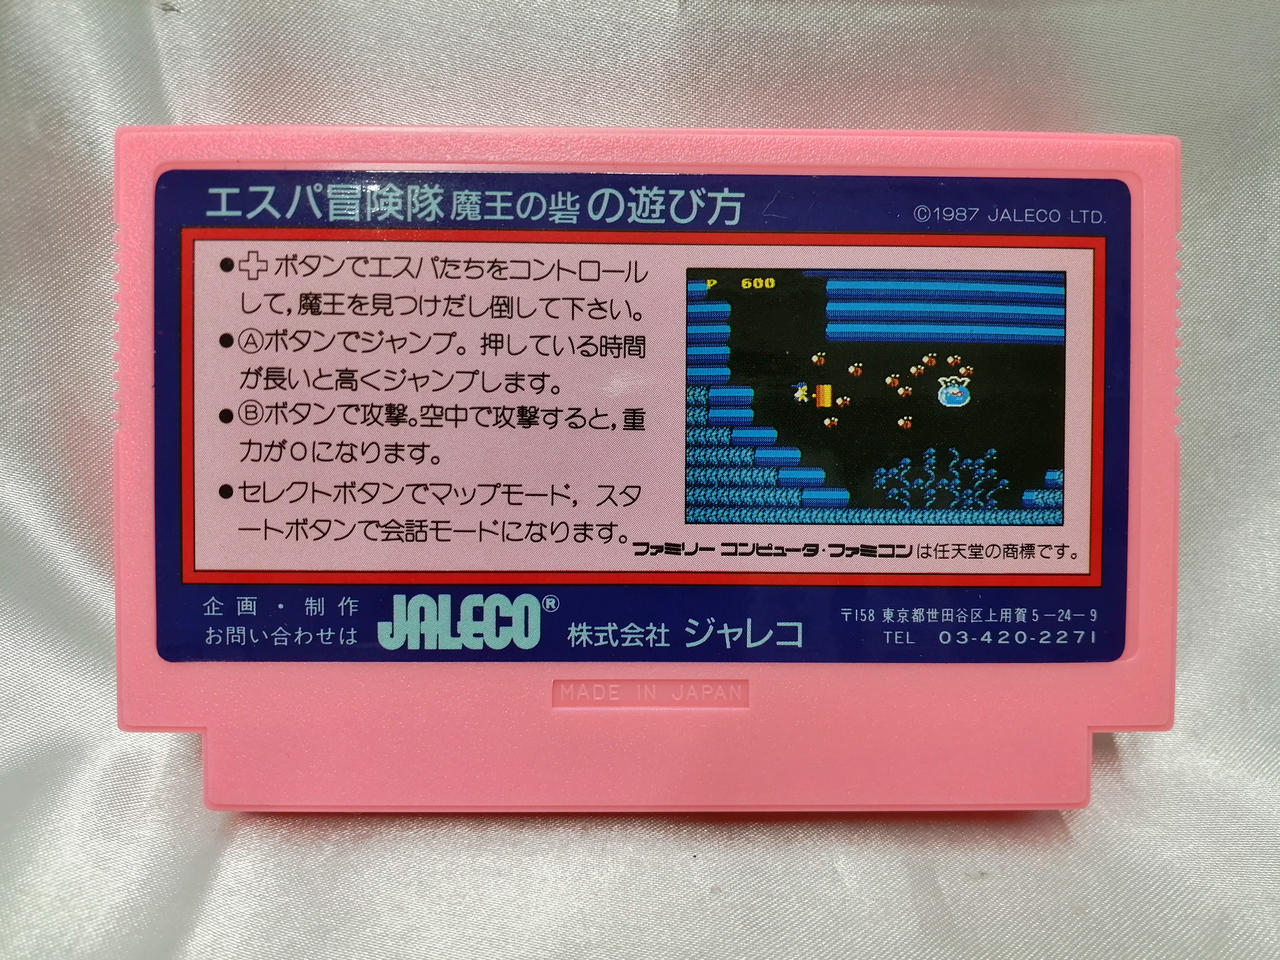 エスパ冒険隊 魔王の砦 の遊び方
©1987 JALECO LTD.
●✚ボタンでエスパたちをコントロール
して,魔王を見つけだし倒して下さい。
●Ⓐボタンでジャンプ。押している時間
が長いと高くジャンプします。
●Ⓑボタンで攻撃。空中で攻撃すると,重
力が0になります。
●セレクトボタンでマップモード, スタ
ートボタンで会話モードになります。
P 600
ファミリー コンピュータ・ファミコン は任天堂の商標です。
企画・制作
お問い合わせは
JALECO®
株式会社 ジャレコ
〒158 東京都世田谷区上用賀5−24−9
TEL 03-420-2271
MADE IN JAPAN